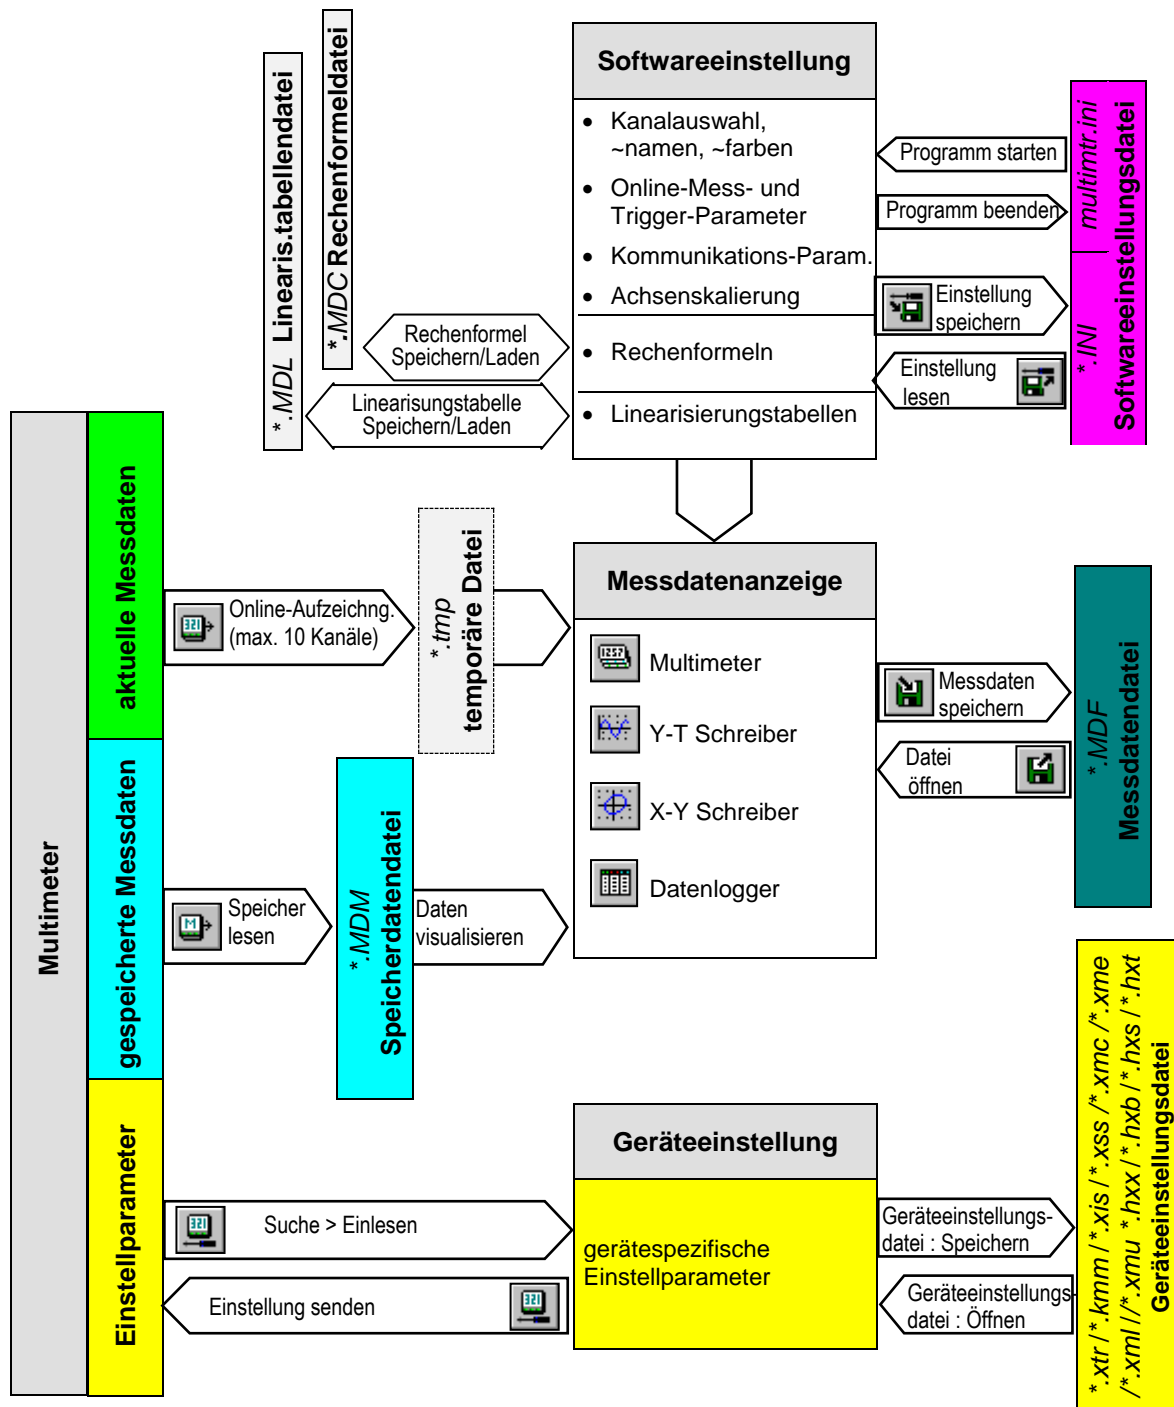 *.MDL Linearis.tabellendatei
*.MDC Rechenformeldatei
Softwareeinstellung
• Kanalauswahl,
~namen, ~farben
• Online-Mess- und
Trigger-Parameter
• Kommunikations-Param.
• Achsenskalierung
• Rechenformeln
• Linearisierungstabellen
Programm starten
Programm beenden
Einstellung
speichern
Einstellung
lesen
*.INI multimtr.ini
Softwareeinstellungsdatei
Rechenformel
Speichern/Laden
Linearisungstabelle
Speichern/Laden
Multimeter
aktuelle Messdaten
gespeicherte Messdaten
Einstellparameter
321
Online-Aufzeichng.
(max. 10 Kanäle)
*.tmp
temporäre Datei
M
Speicher
lesen
*.MDM
Speicherdatendatei
Daten
visualisieren
Messdatenanzeige
1257
Multimeter
Y-T Schreiber
X-Y Schreiber
Datenlogger
Messdaten
speichern
Datei
öffnen
*.MDF
Messdatendatei
321
Suche > Einlesen
Einstellung senden
321
Geräteeinstellung
gerätespezifische
Einstellparameter
Geräteeinstellungs-
datei : Speichern
Geräteeinstellungs-
datei : Öffnen
*.xtr /*.kmm /*.xis /*.xss /*.xmc /*.xme
/*.xml //*.xmu *.hxx /*.hxb /*.hxs /*.hxt
Geräteeinstellungsdatei